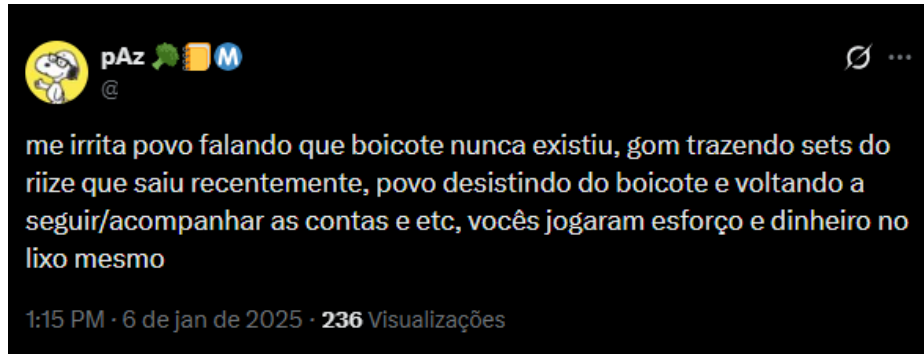 pAz 🥦📒Ⓜ️
@
me irrita povo falando que boicote nunca existiu, gom trazendo sets do
riize que saiu recentemente, povo desistindo do boicote e voltando a
seguir/acompanhar as contas e etc, vocês jogaram esforço e dinheiro no
lixo mesmo
1:15 PM · 6 de jan de 2025 · 236 Visualizações